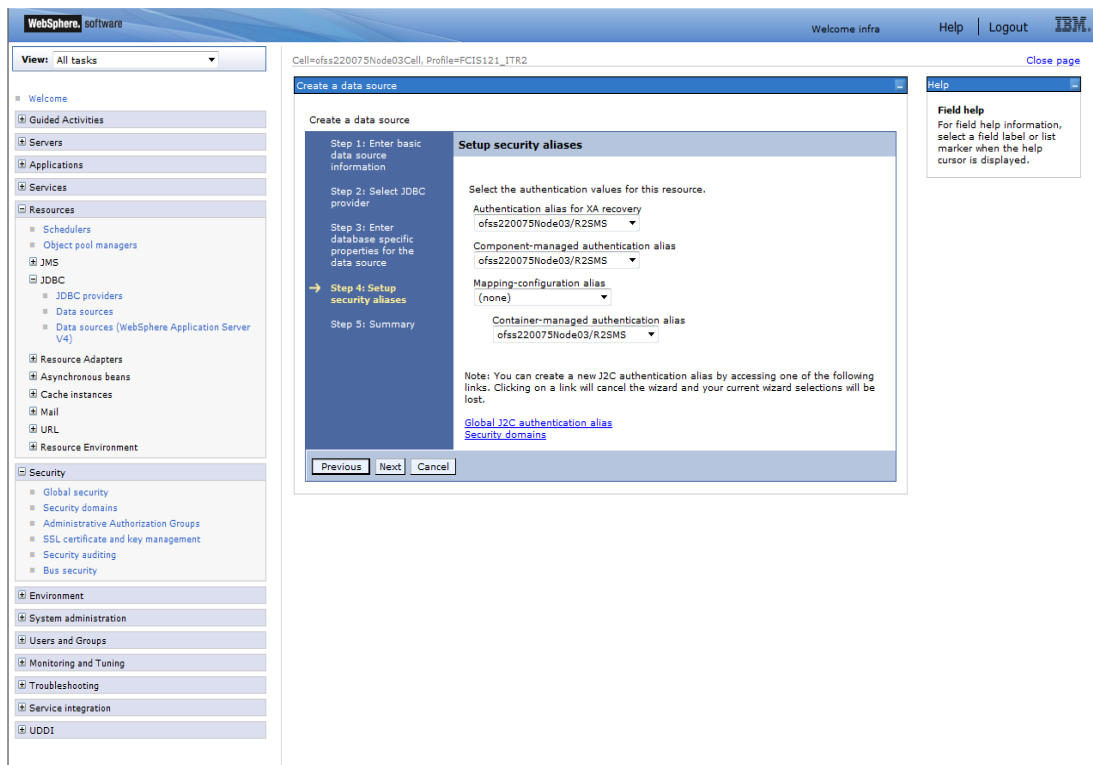 WebSphere. software
Welcome infra
Help
Logout
IBM.
View: All tasks
Cell=ofss220075Node03Cell, Profile=FCIS121_ITR2
Close page
Welcome
Guided Activities
Servers
Applications
Services
Resources
Schedulers
Object pool managers
JMS
JDBC
JDBC providers
Data sources
Data sources (WebSphere Application Server
V4)
Resource Adapters
Asynchronous beans
Cache instances
Mail
URL
Resource Environment
Security
Global security
Security domains
Administrative Authorization Groups
SSL certificate and key management
Security auditing
Bus security
Environment
System administration
Users and Groups
Monitoring and Tuning
Troubleshooting
Service integration
UDDI
Create a data source
Create a data source
Step 1: Enter basic
data source
information
Step 2: Select JDBC
provider
Step 3: Enter
database specific
properties for the
data source
Step 4: Setup
security aliases
Step 5: Summary
Setup security aliases
Select the authentication values for this resource.
Authentication alias for XA recovery
ofss220075Node03/R2SMS
Component-managed authentication alias
ofss220075Node03/R2SMS
Mapping-configuration alias
(none)
Container-managed authentication alias
ofss220075Node03/R2SMS
Note: You can create a new J2C authentication alias by accessing one of the following
links. Clicking on a link will cancel the wizard and your current wizard selections will be
lost.
Global J2C authentication alias
Security domains
Previous
Next
Cancel
Help
Field help
For field help information,
select a field label or list
marker when the help
cursor is displayed.